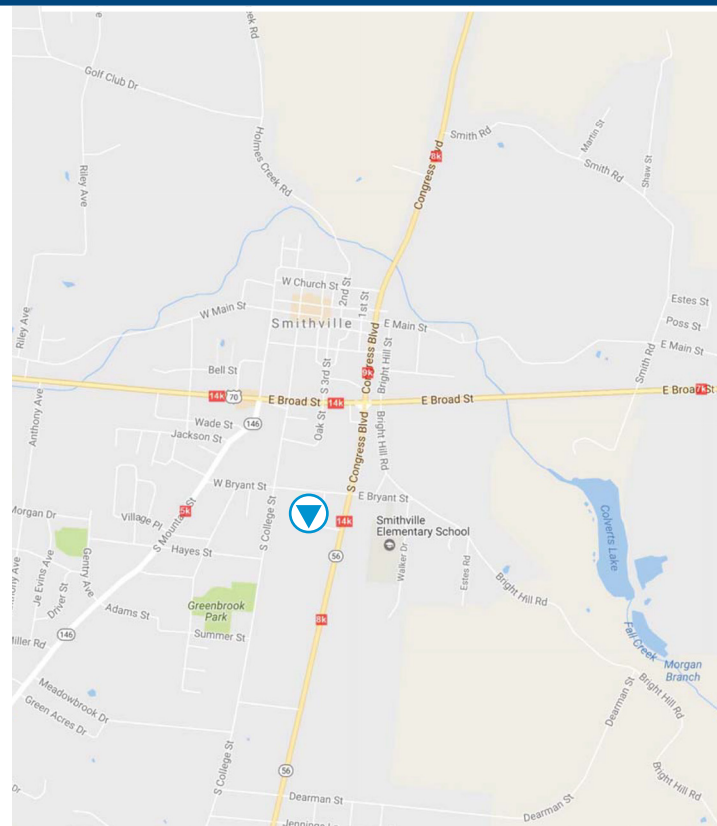 ek Rd
Golf Club Dr
Holmes Creek Rd
Riley Ave
Congress Blvd
8k
Smith Rd
Martin St
Smith Rd
Shaw St
W Church St
2nd St
1st St
W Main St
Smithville
E Main St
Estes St
Poss St
E Main St
Riley Ave
Bell St
S 3rd St
Congress Blvd
9k
Bright Hill St
Smith Rd
14k
70
E Broad St
14k
E Broad St
E Broad St
7k
Anthony Ave
Wade St
146
Jackson St
Oak St
S Congress Blvd
Bright Hill Rd
W Bryant St
E Bryant St
Morgan Dr
Village Pl
5k
S Mountain St
S College St
14k
Smithville
Elementary School
Colverts Lake
Hayes St
56
Walker Dr
Estes Rd
Je Evins Ave
Gentry Ave
Driver St
Adams St
Greenbrook
Park
8k
Bright Hill Rd
Miller Rd
146
Summer St
Fall Creek
Morgan
Branch
Meadowbrook Dr
Green Acres Dr
Dearman St
Bright Hill Rd
S College St
56
Bright Hill Rd
Dr
Dearman St
Dearman St